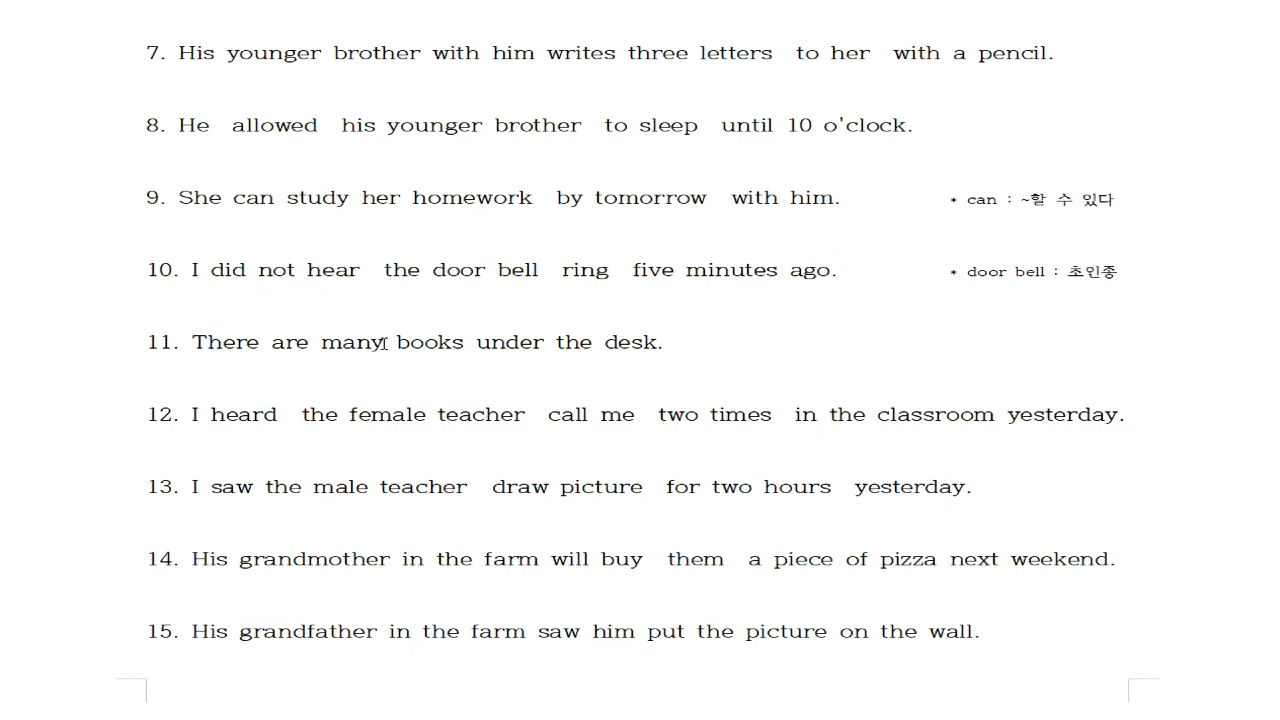 7. His younger brother with him writes three letters to her with a pencil.
8. He allowed his younger brother to sleep until 10 o'clock.
9. She can study her homework by tomorrow with him. * can : ~할 수 있다
10. I did not hear the door bell ring five minutes ago. * door bell : 초인종
11. There are many books under the desk.
12. I heard the female teacher call me two times in the classroom yesterday.
13. I saw the male teacher draw picture for two hours yesterday.
14. His grandmother in the farm will buy them a piece of pizza next weekend.
15. His grandfather in the farm saw him put the picture on the wall.